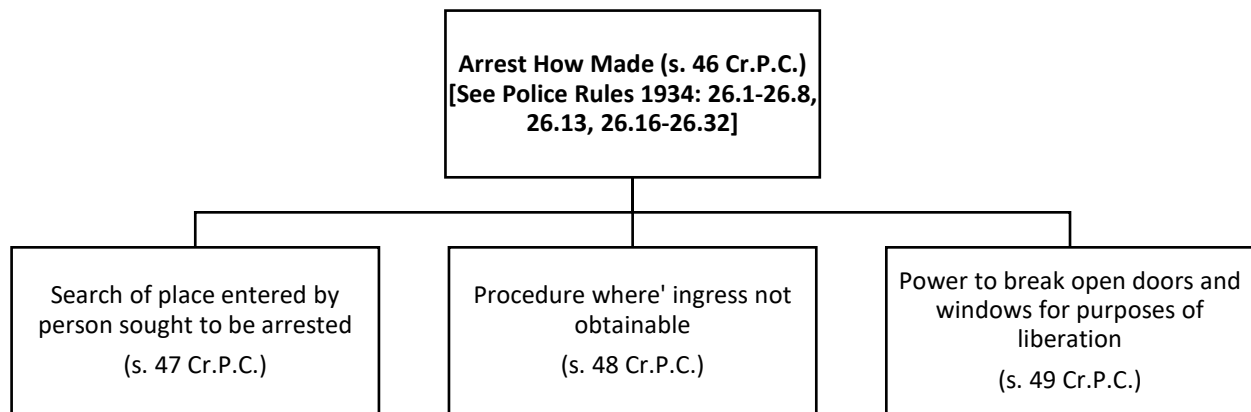 Arrest How Made (s. 46 Cr.P.C.)
[See Police Rules 1934: 26.1-26.8,
26.13, 26.16-26.32]
Search of place entered by
person sought to be arrested
(s. 47 Cr.P.C.)
Procedure where' ingress not
obtainable
(s. 48 Cr.P.C.)
Power to break open doors and
windows for purposes of
liberation
(s. 49 Cr.P.C.)